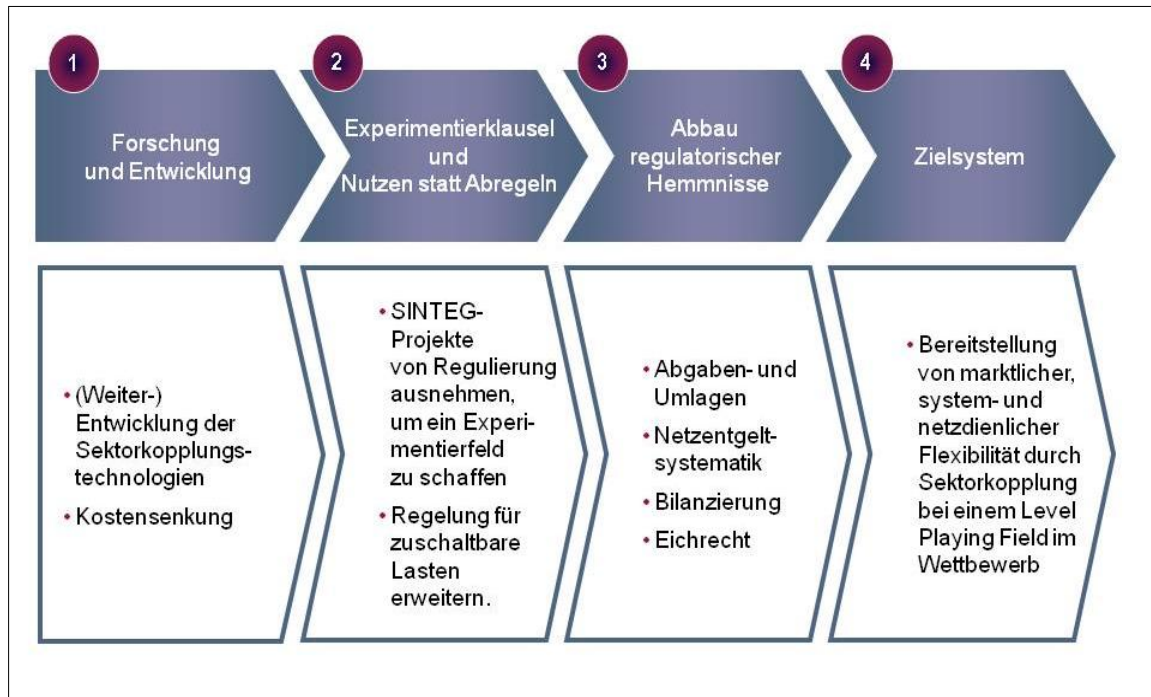 1
Forschung
und Entwicklung
• (Weiter-)
Entwicklung der
Sektorkopplungs-
technologien
• Kostensenkung
2
Experimentierklausel
und
Nutzen statt Abregeln
• SINTEG-
Projekte
von Regulierung
ausnehmen,
um ein Experi-
mentierfeld
zu schaffen
• Regelung für
zuschaltbare
Lasten
erweitern.
3
Abbau
regulatorischer
Hemmnisse
• Abgaben- und
Umlagen
• Netzentgelt-
systematik
• Bilanzierung
• Eichrecht
4
Zielsystem
• Bereitstellung
von marktlicher,
system- und
netzdienlicher
Flexibilität durch
Sektorkopplung
bei einem Level
Playing Field im
Wettbewerb